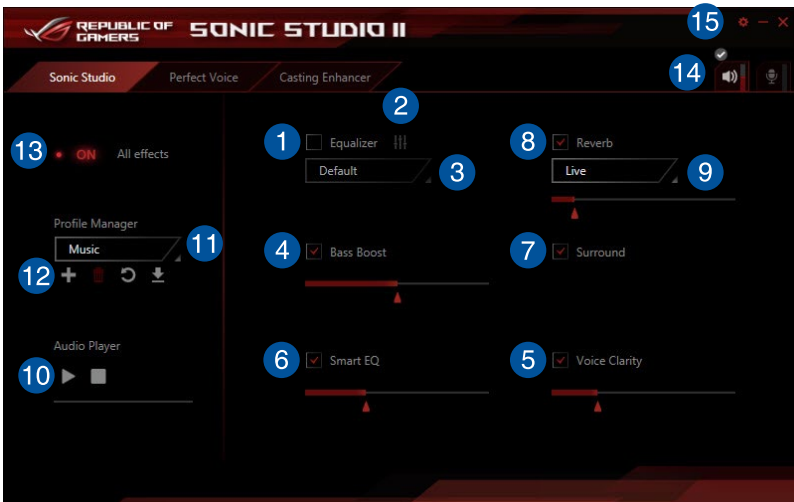 REPUBLIC OF
GAMERS
SONIC STUDIO II
15
Sonic Studio
Perfect Voice
Casting Enhancer
14
2
13
ON
All effects
1
Equalizer
8
Reverb
Default
3
Live
9
Profile Manager
Music
11
4
Bass Boost
7
Surround
12
Audio Player
10
6
Smart EQ
5
Voice Clarity